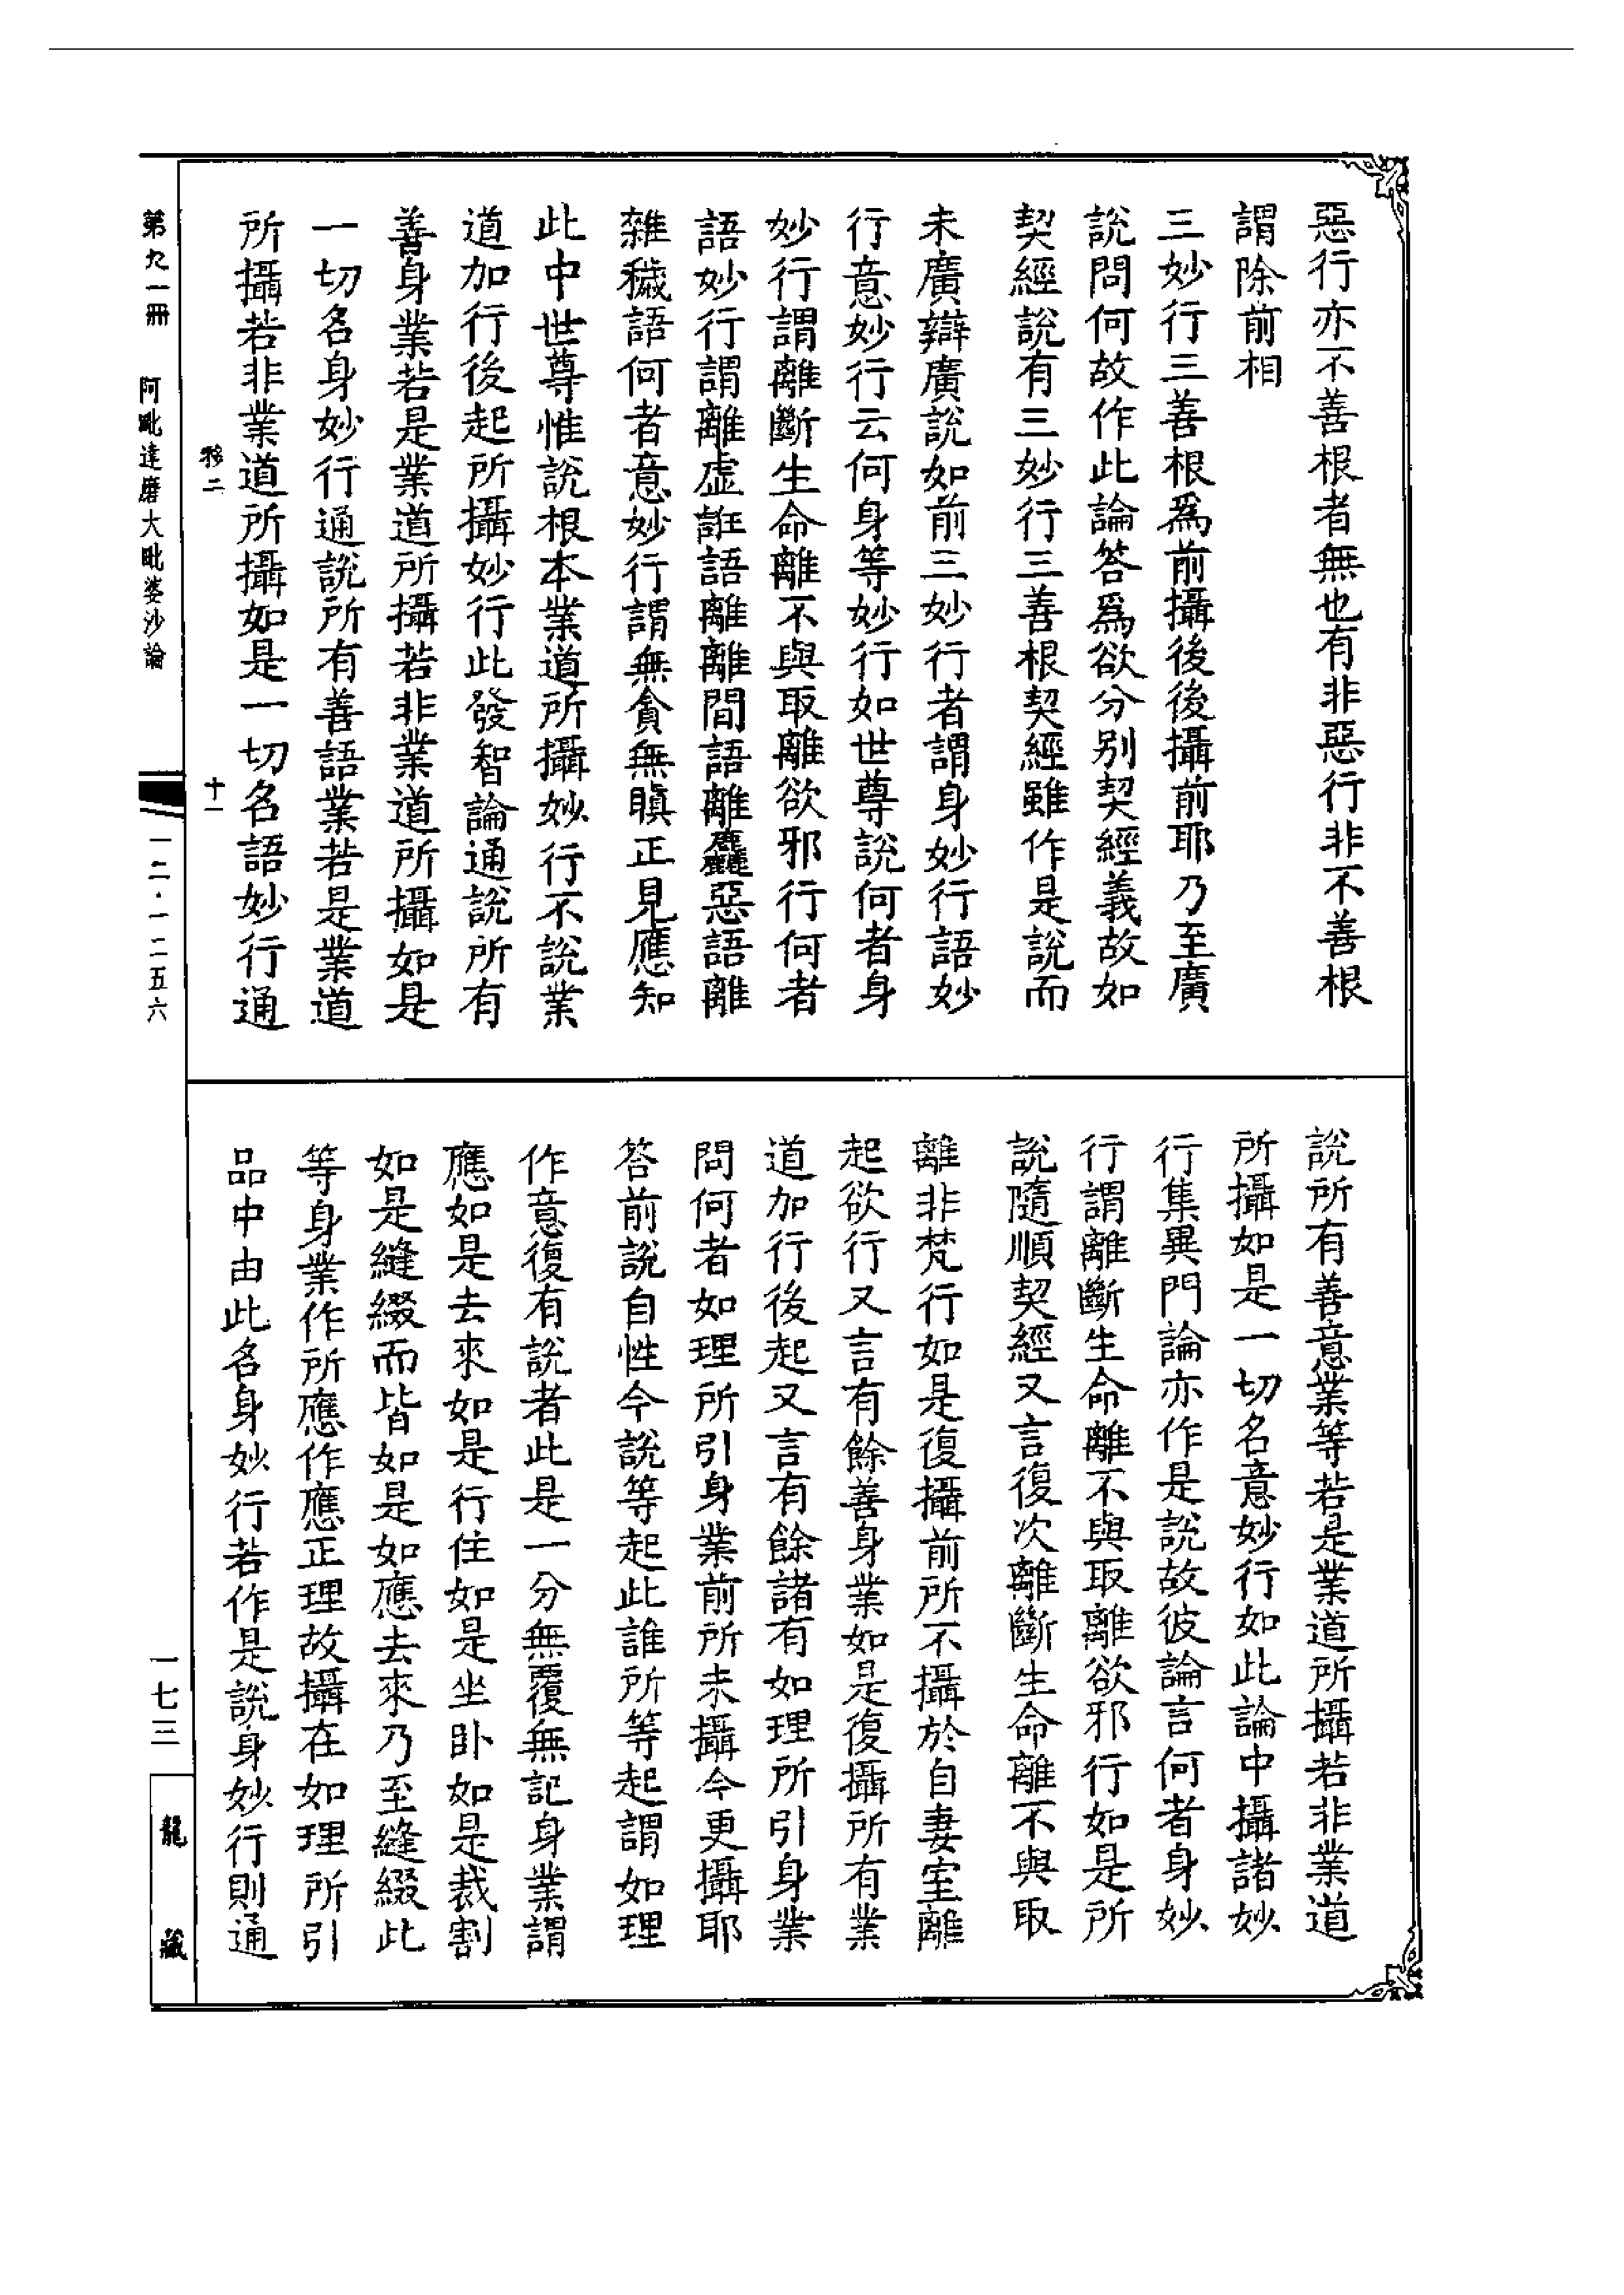 惡行亦不善根者無也有非惡行非不善根
謂除前相
三妙行三善根爲前攝後後攝前耶乃至廣
說問何故作此論答爲欲分别契經義故如
契經說有三妙行三善根契經雖作是說而
未廣辯廣說如前三妙行者謂身妙行語妙
行意妙行云何身等妙行如世尊說何者身
妙行謂離斷生命離不與取離欲邪行何者
語妙行謂離虛誑語離離間語離麤惡語離
雜穢語何者意妙行謂無貪無瞋正見應知
此中世尊惟說根本業道所攝妙行不說業
道加行後起所攝妙行此發智論通說所有
善身業若是業道所攝若非業道所攝如是
一切名身妙行通說所有善語業若是業道
所攝若非業道所攝如是一切名語妙行通
說所有善意業等若是業道所攝若非業道
所攝如是一切名意妙行如此論中攝諸妙
行集異門論亦作是說故彼論言何者身妙
行謂離斷生命離不與取離欲邪行如是所
說隨順契經又言復次離斷生命離不與取
離非梵行如是復攝前所不攝於自妻室離
起欲行又言有餘善身業如是復攝所有業
道加行後起又言有餘諸有如理所引身業
問何者如理所引身業前所未攝今更攝耶
答前說自性今說等起此誰所等起謂如理
作意復有說者此是一分無覆無記身業謂
應如是去來如是行住如是坐卧如是裁割
如是縫綴而皆如是如應去來乃至縫綴此
等身業作所應作應正理故攝在如理所引
品中由此名身妙行若作是說身妙行則通
移二 十一
第九一冊 阿毗達磨大毗婆沙論 一二·一二五六
一七三
龍藏